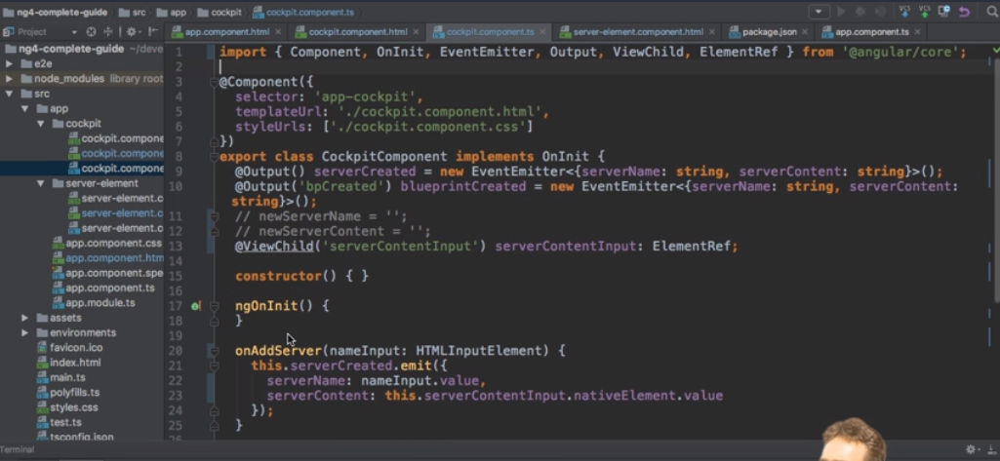 ng4-complete-guide src app cockpit cockpit.component.ts
Project
app.component.html cockpit.component.html cockpit.component.ts server-element.component.html package.json app.component.ts
ng4-complete-guide ~/deve
e2e
node_modules library root
src
app
cockpit
cockpit.compone
cockpit.compone
cockpit.compone
server-element
server-element.c
server-element.c
server-element.c
app.component.css
app.component.htm
app.component.spe
app.component.ts
app.module.ts
assets
environments
favicon.ico
index.html
main.ts
polyfills.ts
styles.css
test.ts
tsconfig.json
1 import { Component, OnInit, EventEmitter, Output, ViewChild, ElementRef } from '@angular/core';
2
3 @Component({
4 selector: 'app-cockpit',
5 templateUrl: './cockpit.component.html',
6 styleUrls: ['./cockpit.component.css']
7 })
8 export class CockpitComponent implements OnInit {
9 @Output() serverCreated = new EventEmitter<{serverName: string, serverContent: string}>();
10 @Output('bpCreated') blueprintCreated = new EventEmitter<{serverName: string, serverContent:
string}>();
11 // newServerName = '';
12 // newServerContent = '';
13 @ViewChild('serverContentInput') serverContentInput: ElementRef;
14
15 constructor() { }
16
17 ngOnInit() {
18 }
19
20 onAddServer(nameInput: HTMLInputElement) {
21 this.serverCreated.emit({
22 serverName: nameInput.value,
23 serverContent: this.serverContentInput.nativeElement.value
24 });
25 }
Terminal